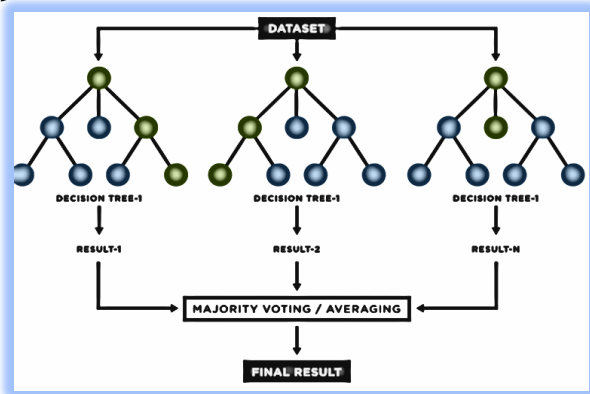 DATASET
DECISION TREE-1
DECISION TREE-1
DECISION TREE-1
RESULT-1
RESULT-2
RESULT-N
MAJORITY VOTING / AVERAGING
FINAL RESULT